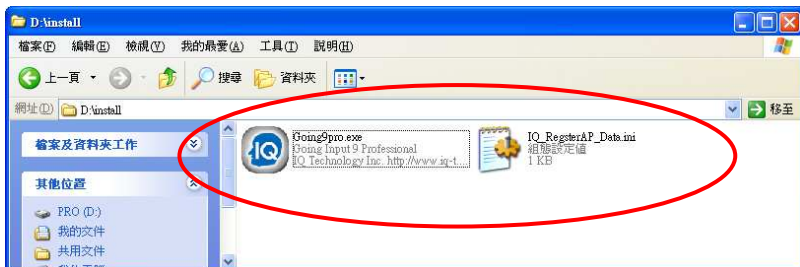 D:\install
檔案(F) 編輯(E) 檢視(V) 我的最愛(A) 工具(T) 說明(H)
上一頁 搜尋 資料夾
網址(D) D:\install 移至
檔案及資料夾工作
其他位置
PRO (D:)
我的文件
共用文件
iGoing9pro.exe
Going Input 9 Professional
IQ Technology Inc. http://www.iq-t...
IQ_RegsterAP_Data.ini
組態設定值
1 KB
IQ